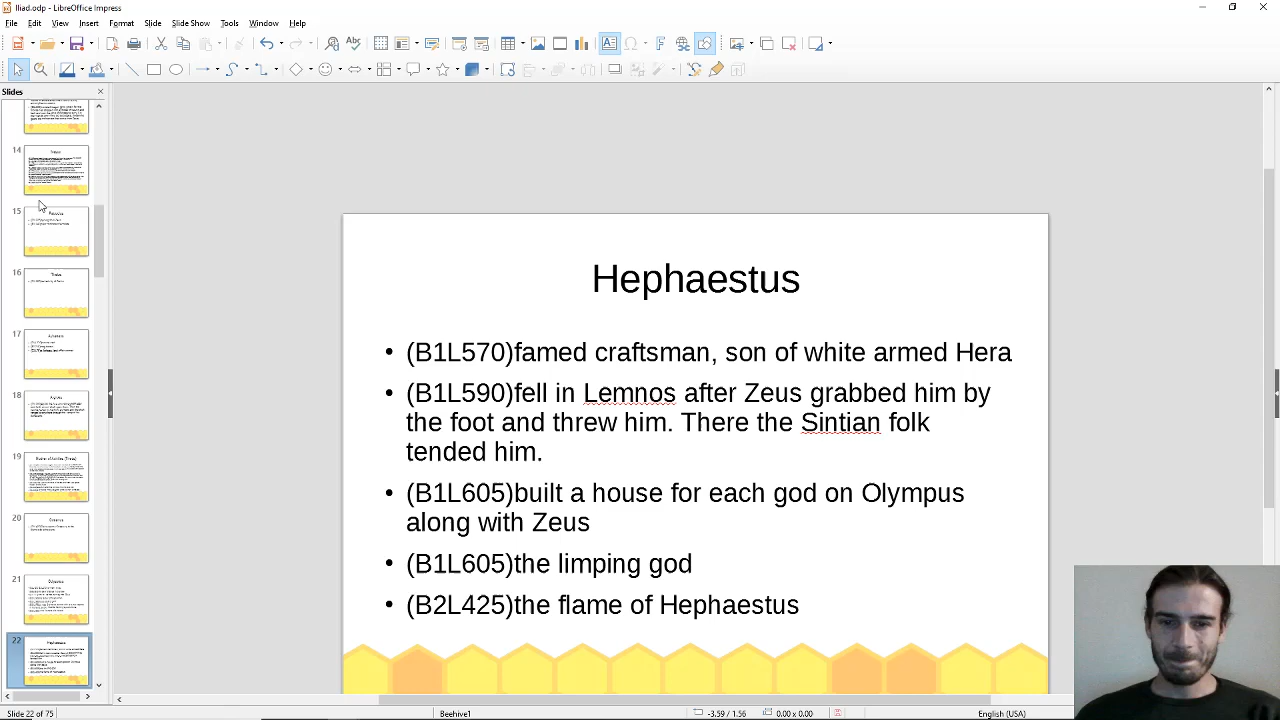 Iliad.odp - LibreOffice Impress
File Edit View Insert Format Slide Slide Show Tools Window Help
Slides
14
15
16
17
18
19
20
21
22
Hephaestus
• (B1L570)famed craftsman, son of white armed Hera
• (B1L590)fell in Lemnos after Zeus grabbed him by
the foot and threw him. There the Sintian folk
tended him.
• (B1L605)built a house for each god on Olympus
along with Zeus
• (B1L605)the limping god
• (B2L425)the flame of Hephaestus
Slide 22 of 75 Beehive1 -3.59 / 1.56 0.00 x 0.00 English (USA)